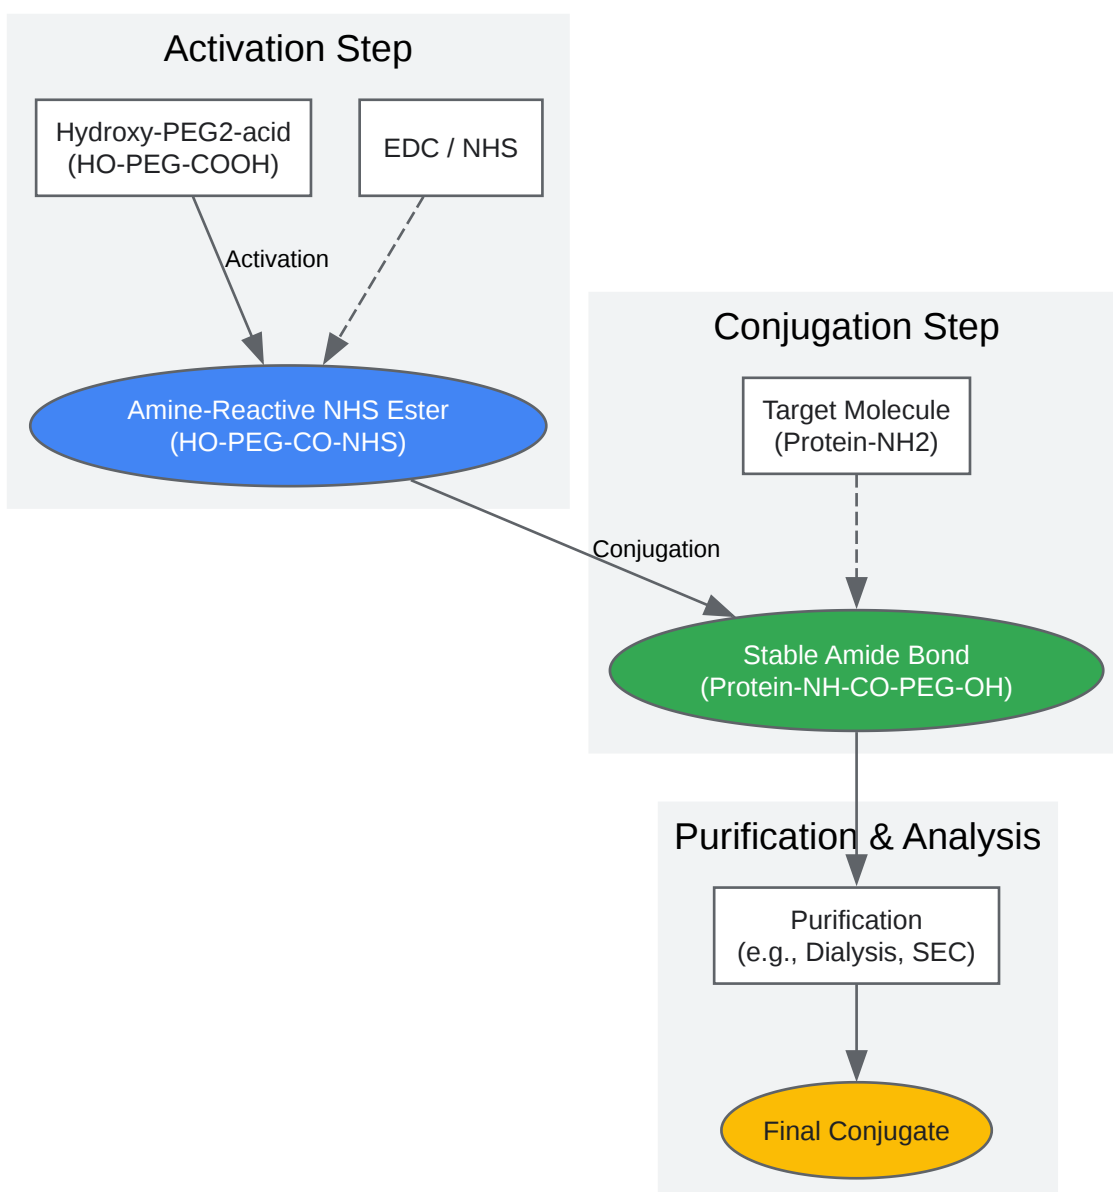 Activation Step
Hydroxy-PEG2-acid
(HO-PEG-COOH)
EDC / NHS
Activation
Amine-Reactive NHS Ester
(HO-PEG-CO-NHS)
Conjugation Step
Target Molecule
(Protein-NH2)
Conjugation
Stable Amide Bond
(Protein-NH-CO-PEG-OH)
Purification & Analysis
Purification
(e.g., Dialysis, SEC)
Final Conjugate